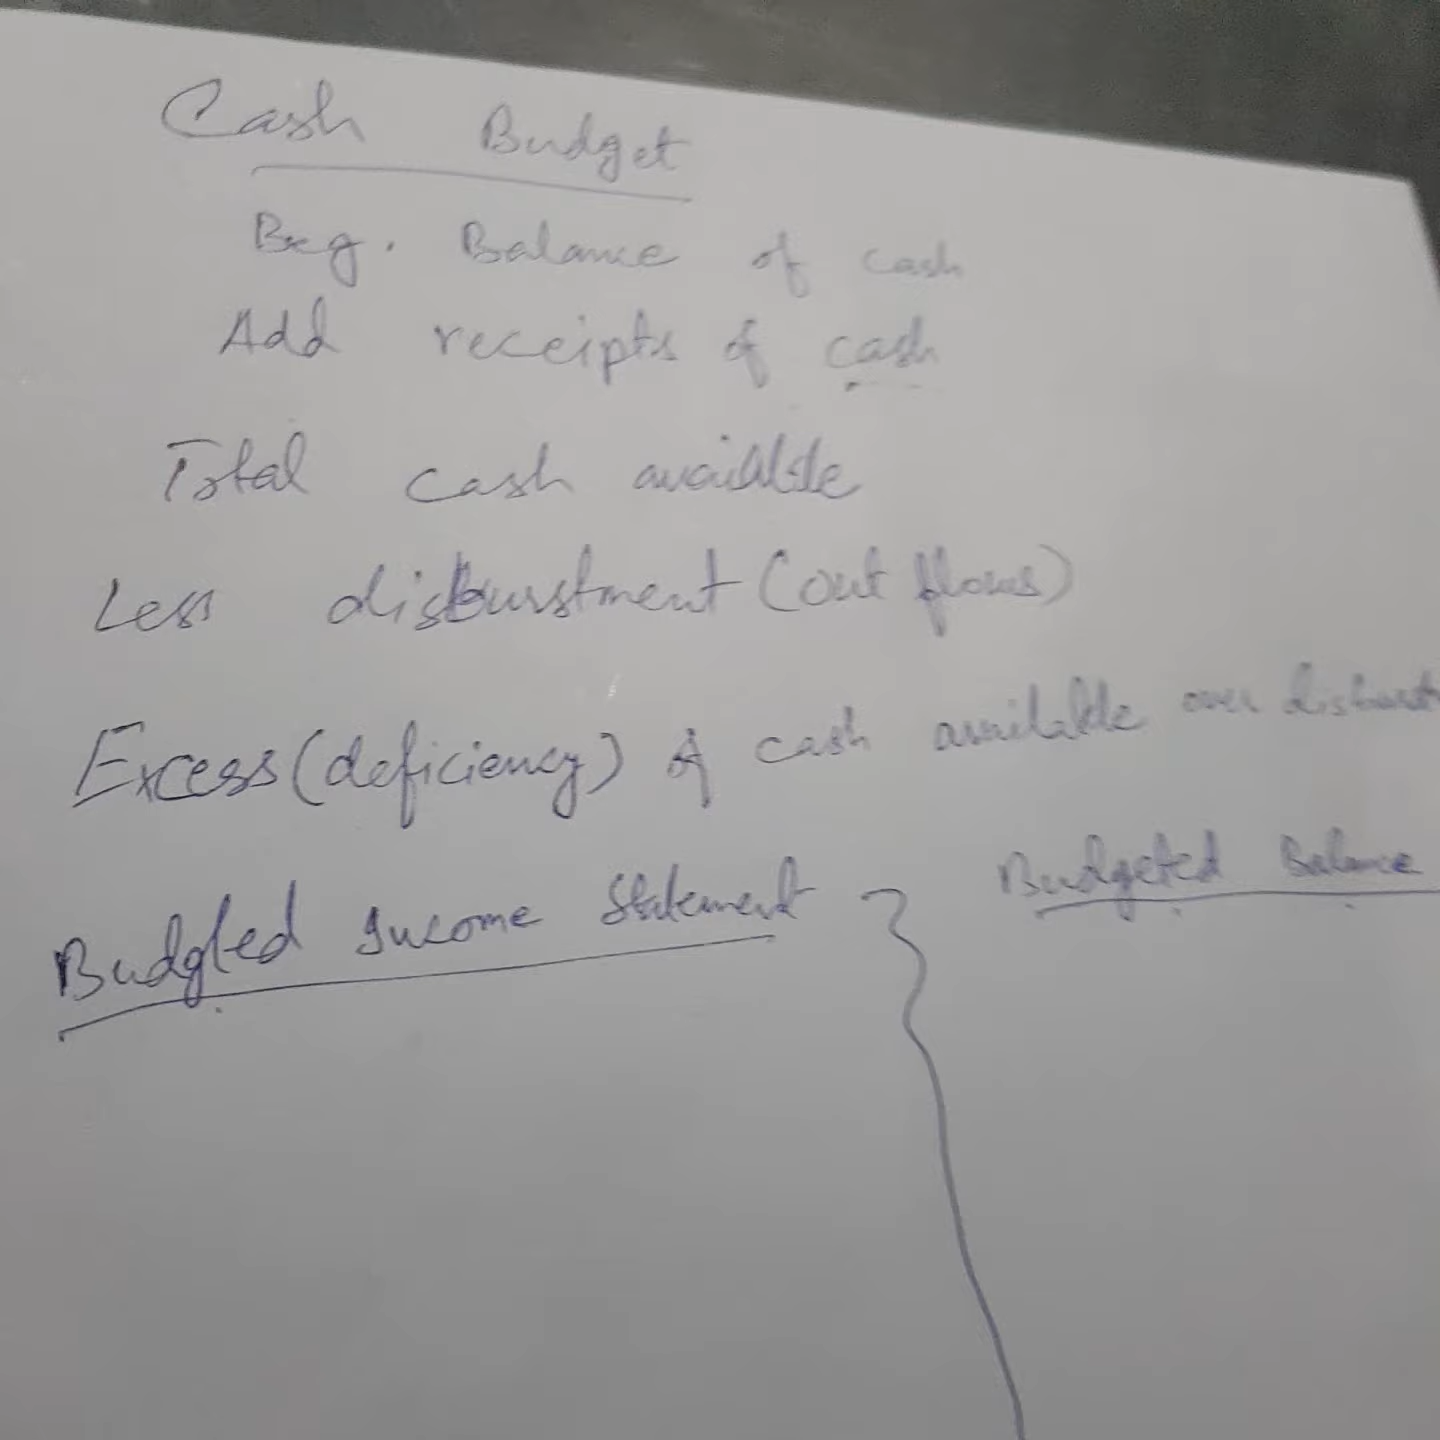 Cash Budget
Beg. Balance of cash
Add receipts of cash
Total cash available
Less disburstment (out flows)
Excess (deficiency) of cash available over disburst
Budgted Income Statement
Budgeted Balance